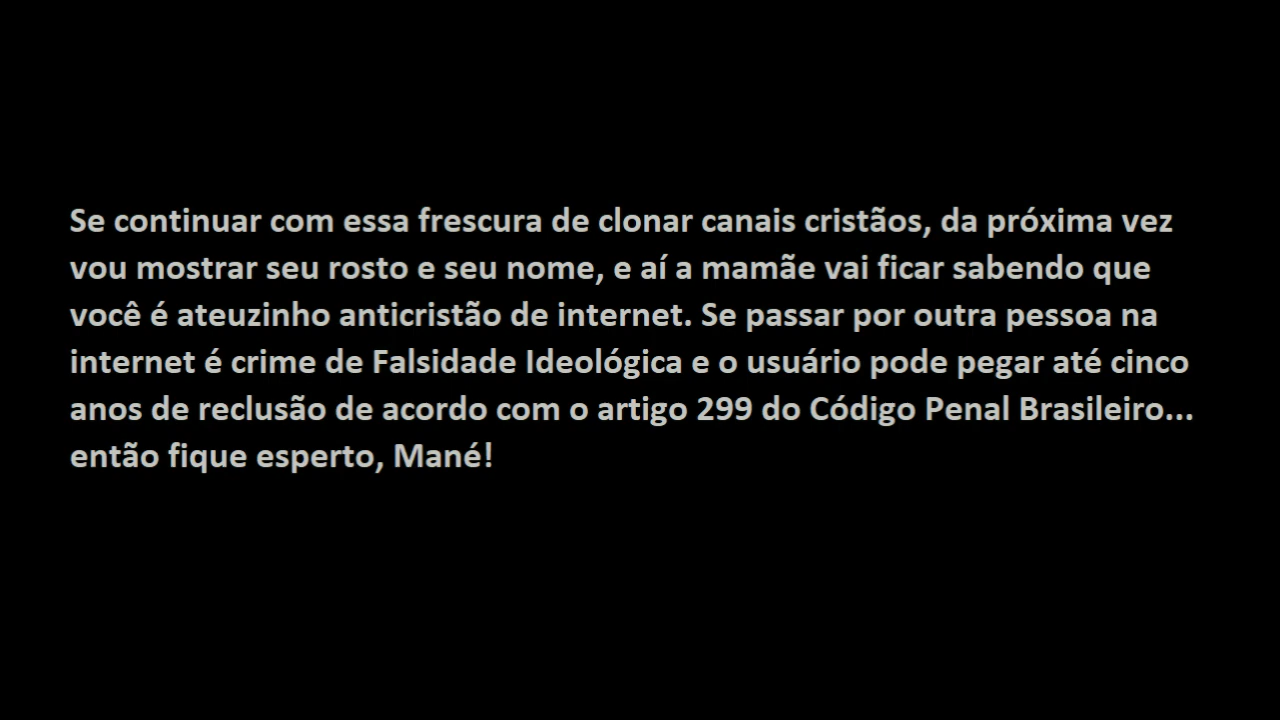 Se continuar com essa frescura de clonar canais cristãos, da próxima vez
vou mostrar seu rosto e seu nome, e aí a mamãe vai ficar sabendo que
você é ateuzinho anticristão de internet. Se passar por outra pessoa na
internet é crime de Falsidade Ideológica e o usuário pode pegar até cinco
anos de reclusão de acordo com o artigo 299 do Código Penal Brasileiro...
então fique esperto, Mané!